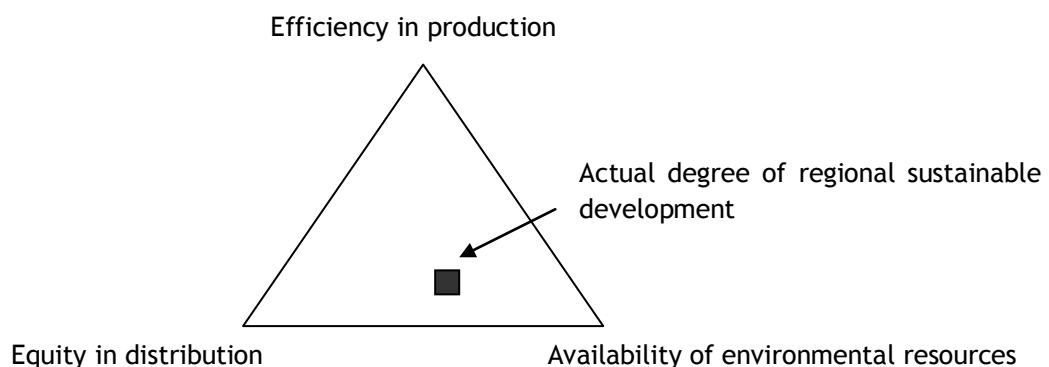 Efficiency in production
Actual degree of regional sustainable
development
Equity in distribution
Availability of environmental resources